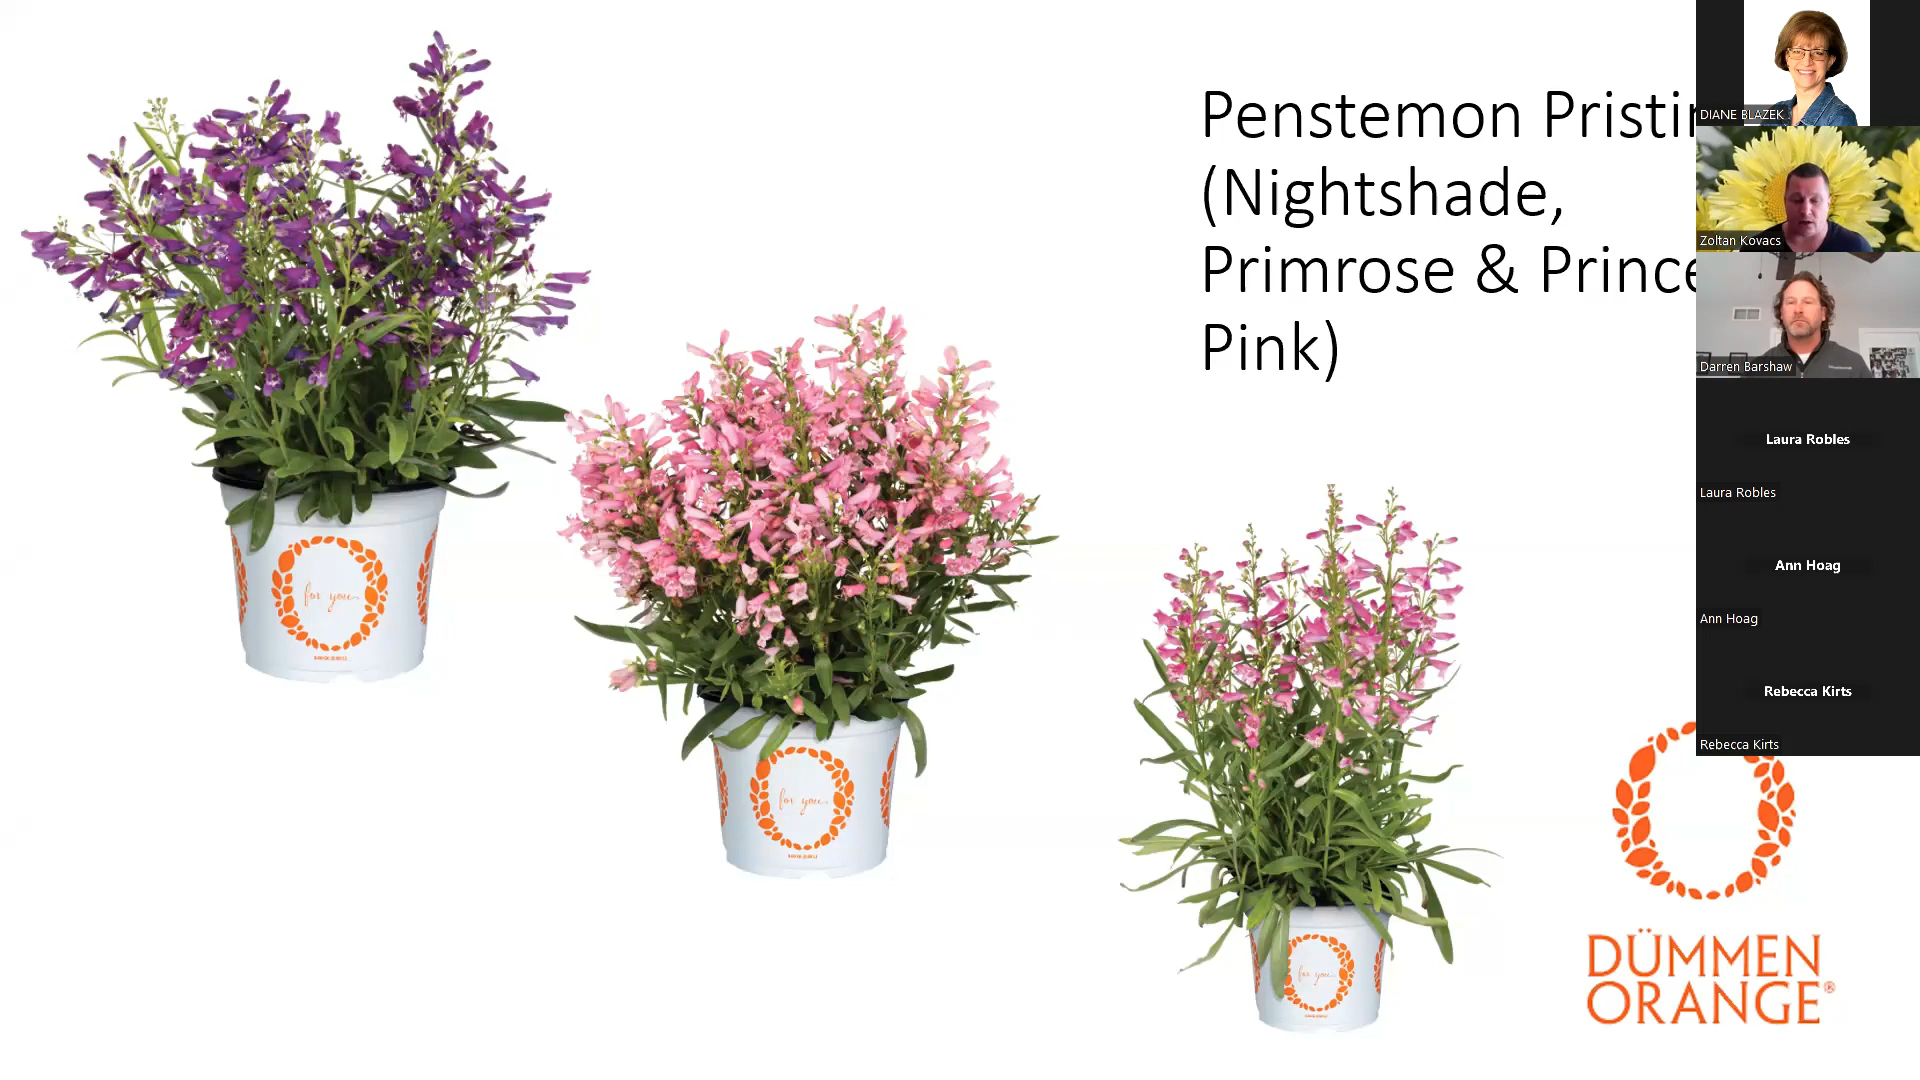 Penstemon Pristin
(Nightshade,
Primrose & Prince
Pink)
DIANE BLAZEK
Zoltan Kovacs
Darren Barshaw
Laura Robles
Laura Robles
Ann Hoag
Ann Hoag
Rebecca Kirts
Rebecca Kirts
for you
for you
for you
DÜMMEN
ORANGE®